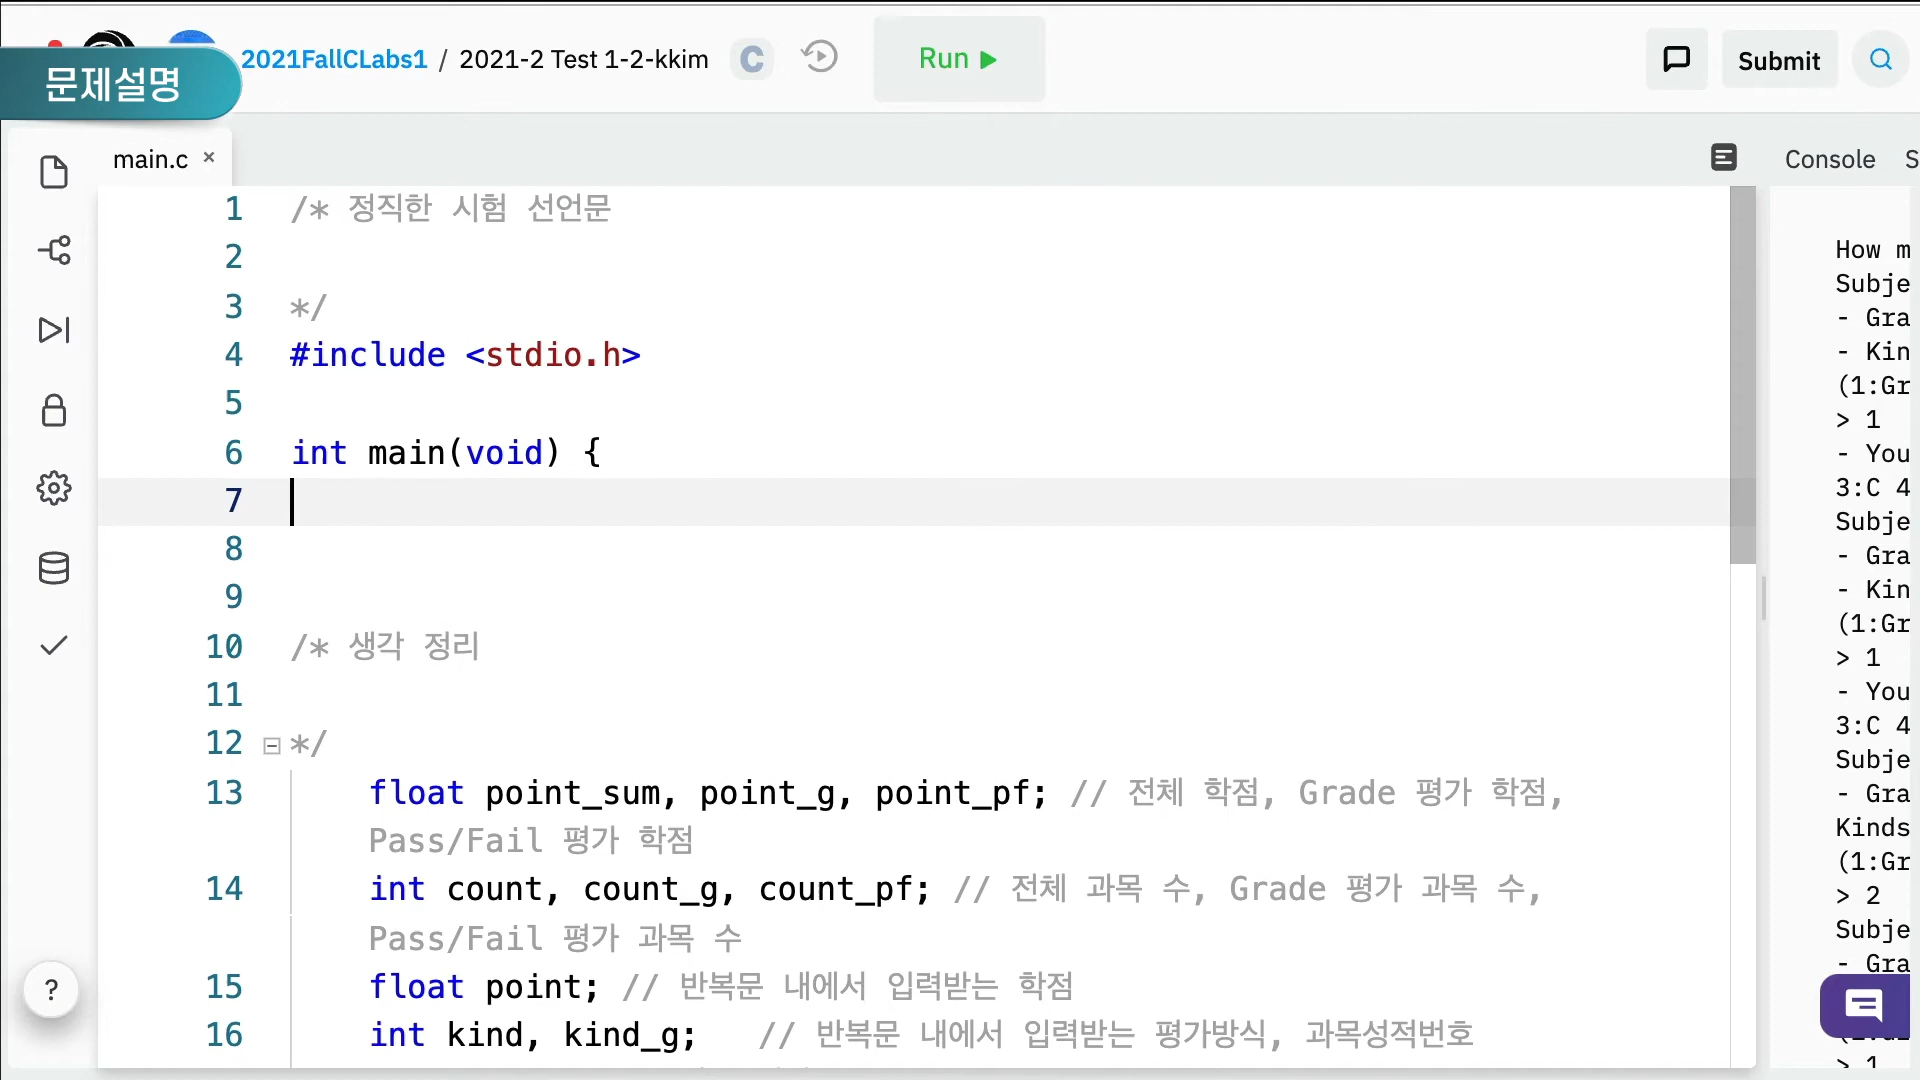 2021FallCLabs1 / 2021-2 Test 1-2-kkim C Run Submit
문제설명
main.c × Console S
1 /* 정직한 시험 선언문
2
3 */
4 #include <stdio.h>
5
6 int main(void) {
7
8
9
10 /* 생각 정리
11
12 */
13 float point_sum, point_g, point_pf; // 전체 학점, Grade 평가 학점,
Pass/Fail 평가 학점
14 int count, count_g, count_pf; // 전체 과목 수, Grade 평가 과목 수,
Pass/Fail 평가 과목 수
15 float point; // 반복문 내에서 입력받는 학점
16 int kind, kind_g; // 반복문 내에서 입력받는 평가방식, 과목성적번호
?
How m
Subje
- Gra
- Kin
(1:Gr
> 1
- You
3:C 4
Subje
- Gra
- Kin
(1:Gr
> 1
- You
3:C 4
Subje
- Gra
Kinds
(1:Gr
> 2
Subje
- Gra
> 1